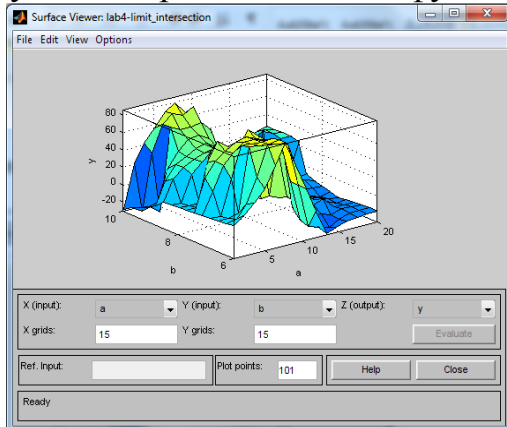 Surface Viewer: lab4-limit_intersection
File Edit View Options
80
60
40
20
0
-20
y
10
8
6
b
5
10
15
20
a
X (input): a Y (input): b Z (output): y
X grids: 15 Y grids: 15 Evaluate
Ref. Input: Plot points: 101 Help Close
Ready